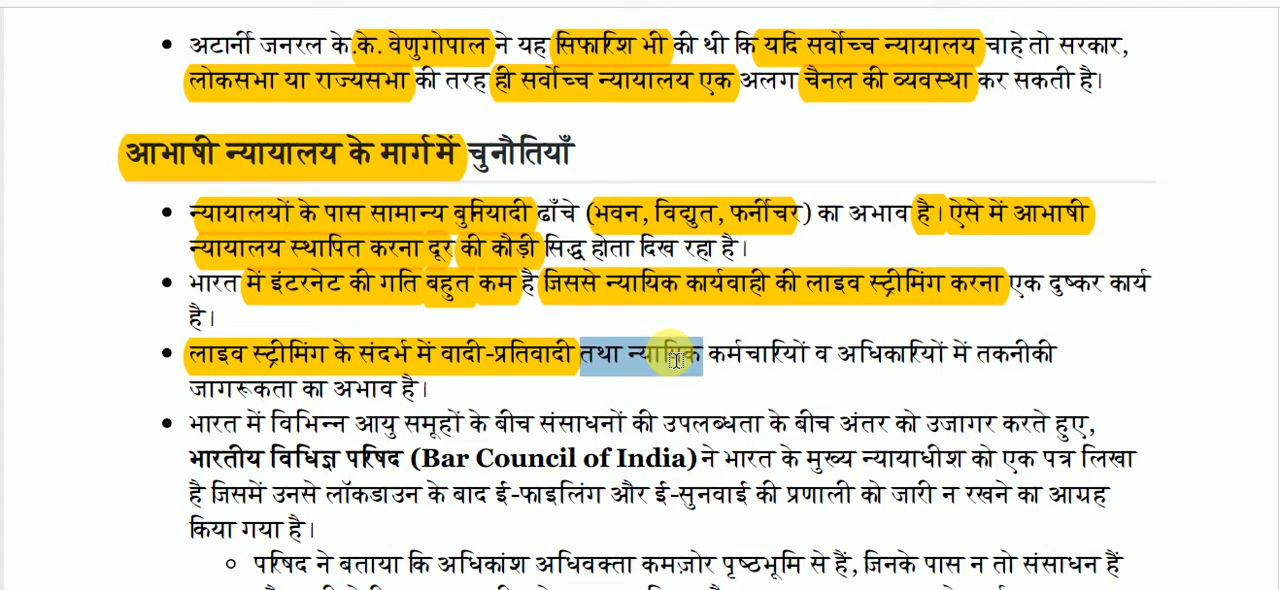 अटार्नी जनरल के.के. वेणुगोपाल ने यह सिफारिश भी की थी कि यदि सर्वोच्च न्यायालय चाहे तो सरकार,
लोकसभा या राज्यसभा की तरह ही सर्वोच्च न्यायालय एक अलग चैनल की व्यवस्था कर सकती है।
आभाषी न्यायालय के मार्ग में चुनौतियाँ
न्यायालयों के पास सामान्य बुनियादी ढाँचे (भवन, विद्युत, फर्नीचर) का अभाव है। ऐसे में आभाषी
न्यायालय स्थापित करना दूर की कौड़ी सिद्ध होता दिख रहा है।
भारत में इंटरनेट की गति बहुत कम है जिससे न्यायिक कार्यवाही की लाइव स्ट्रीमिंग करना एक दुष्कर कार्य
है।
लाइव स्ट्रीमिंग के संदर्भ में वादी-प्रतिवादी तथा न्यायिक कर्मचारियों व अधिकारियों में तकनीकी
जागरूकता का अभाव है।
भारत में विभिन्न आयु समूहों के बीच संसाधनों की उपलब्धता के बीच अंतर को उजागर करते हुए,
भारतीय विधिज्ञ परिषद (Bar Council of India) ने भारत के मुख्य न्यायाधीश को एक पत्र लिखा
है जिसमें उनसे लॉकडाउन के बाद ई-फाइलिंग और ई-सुनवाई की प्रणाली को जारी न रखने का आग्रह
किया गया है।
परिषद ने बताया कि अधिकांश अधिवक्ता कमज़ोर पृष्ठभूमि से हैं, जिनके पास न तो संसाधन हैं